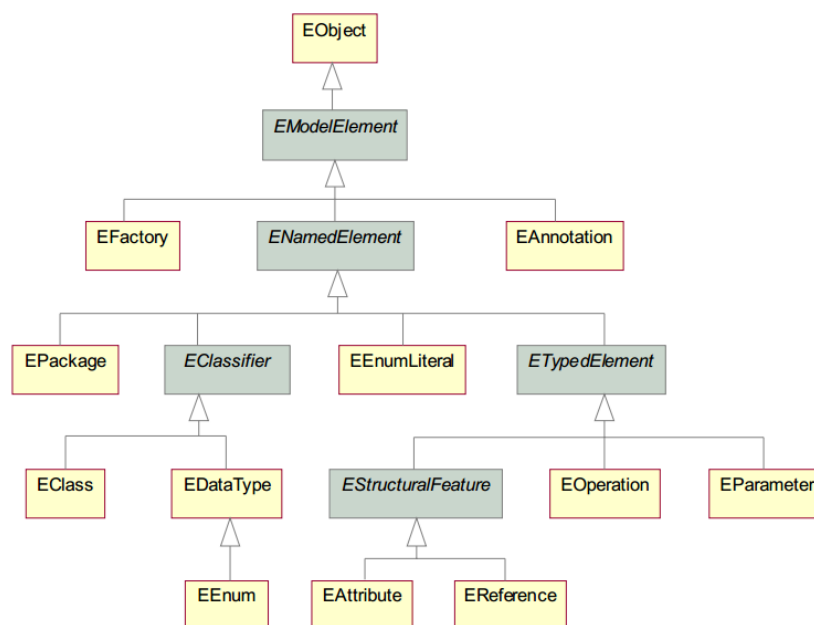 EObject
EModelElement
EFactory
ENamedElement
EAnnotation
EPackage
EClassifier
EEnumLiteral
ETypedElement
EClass
EDataType
EStructuralFeature
EOperation
EParameter
EEnum
EAttribute
EReference